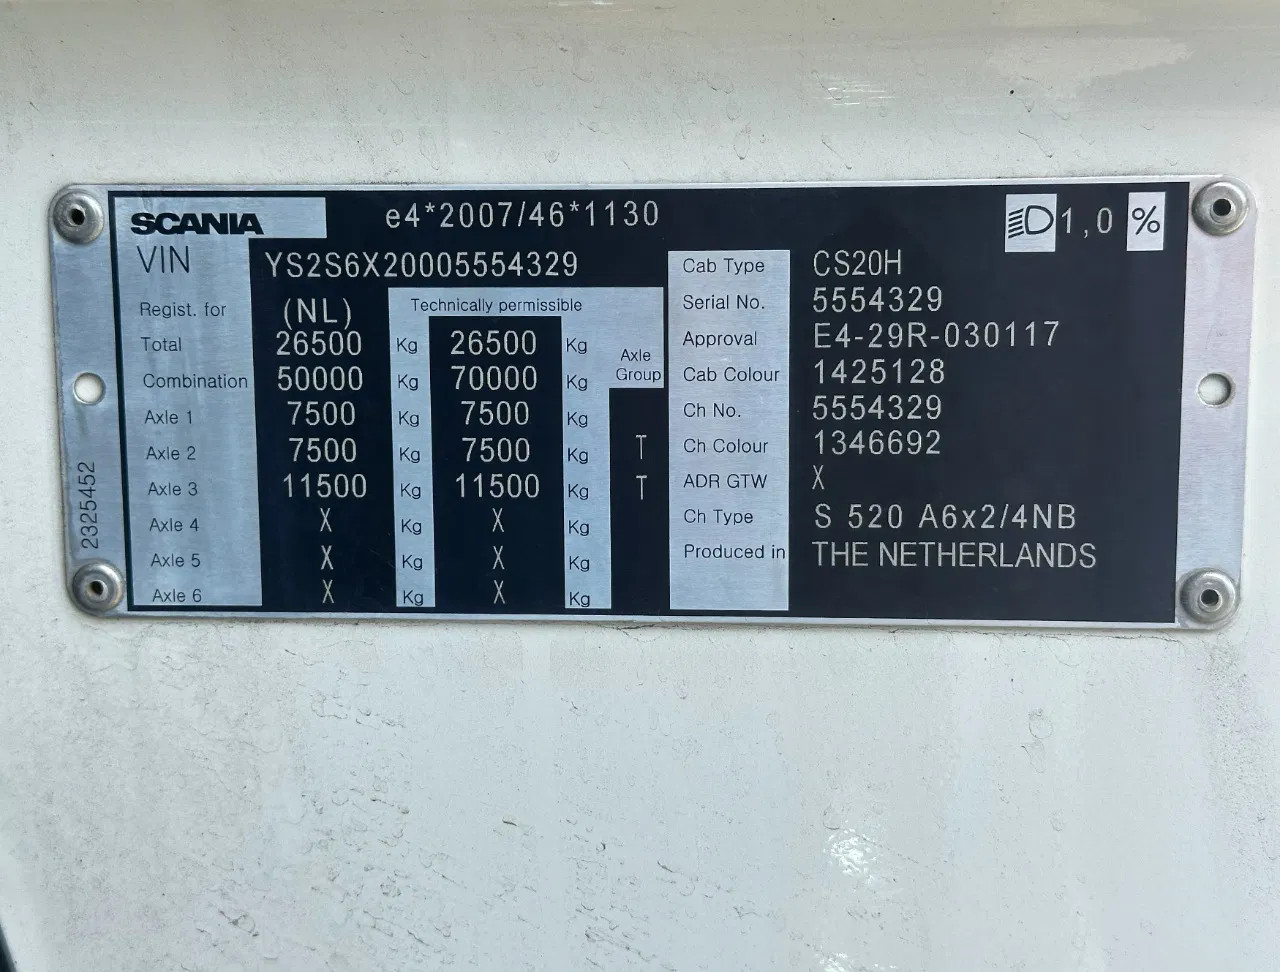 SCANIA e4*2007/46*1130 1,0 %
VIN YS2S6X20005554329
Regist. for (NL) Technically permissible
Total 26500 Kg 26500 Kg
Combination 50000 Kg 70000 Kg Axle Group
Axle 1 7500 Kg 7500 Kg
Axle 2 7500 Kg 7500 Kg T
Axle 3 11500 Kg 11500 Kg T
Axle 4 X Kg X Kg
Axle 5 X Kg X Kg
Axle 6 X Kg X Kg
Cab Type CS20H
Serial No. 5554329
Approval E4-29R-030117
Cab Colour 1425128
Ch No. 5554329
Ch Colour 1346692
ADR GTW X
Ch Type S 520 A6x2/4NB
Produced in THE NETHERLANDS
2325452